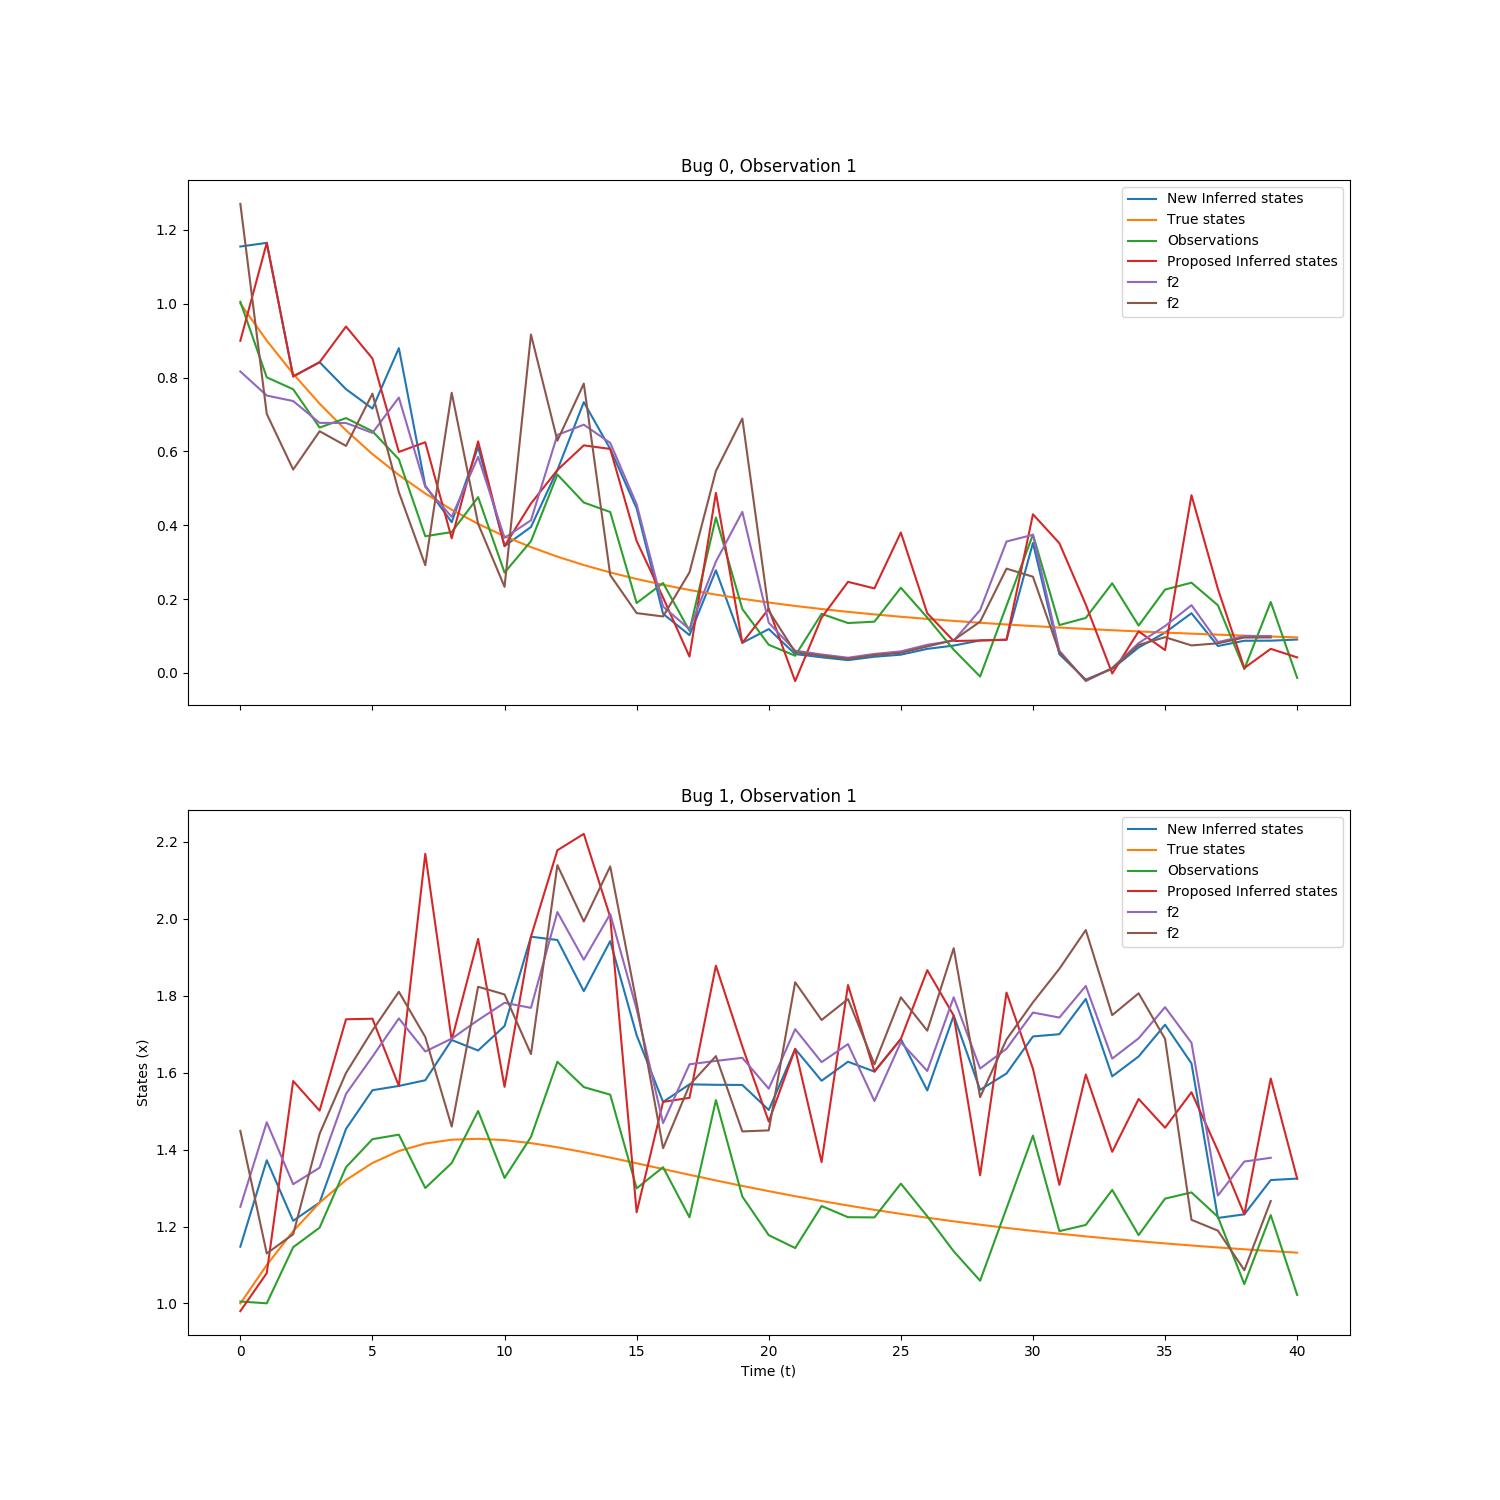 Bug 0, Observation 1
New Inferred states
True states
Observations
Proposed Inferred states
f2
f2
1.2
1.0
0.8
0.6
0.4
0.2
0.0
Bug 1, Observation 1
New Inferred states
True states
Observations
Proposed Inferred states
f2
f2
2.2
2.0
1.8
1.6
1.4
1.2
1.0
States (x)
0 5 10 15 20 25 30 35 40
Time (t)